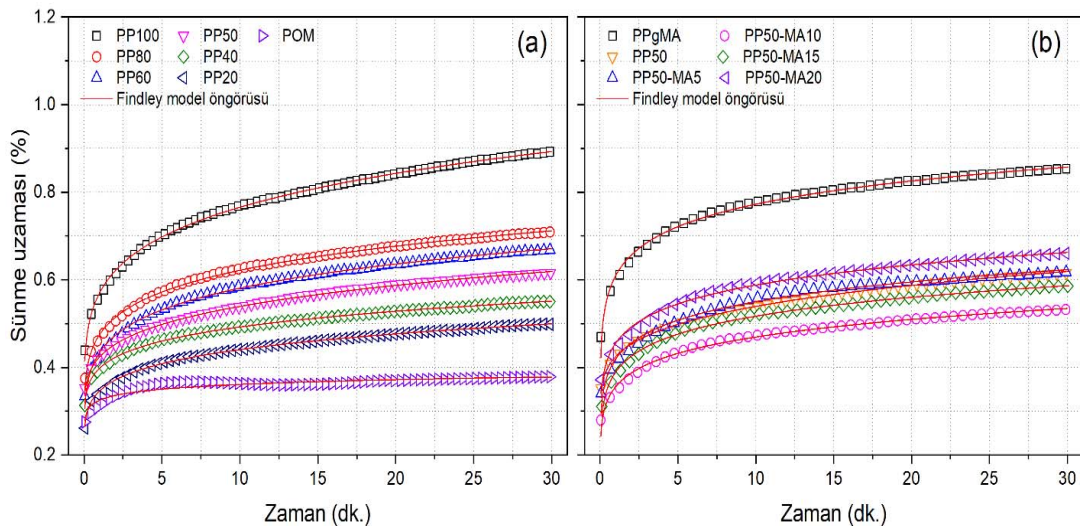 Sünme uzaması (%)
1.2
1.0
0.8
0.6
0.4
0.2
(a)
PP100 PP50 POM
PP80 PP40
PP60 PP20
Findley model öngörüsü
0 5 10 15 20 25 30
Zaman (dk.)
(b)
PPgMA PP50-MA10
PP50 PP50-MA15
PP50-MA5 PP50-MA20
Findley model öngörüsü
0 5 10 15 20 25 30
Zaman (dk.)